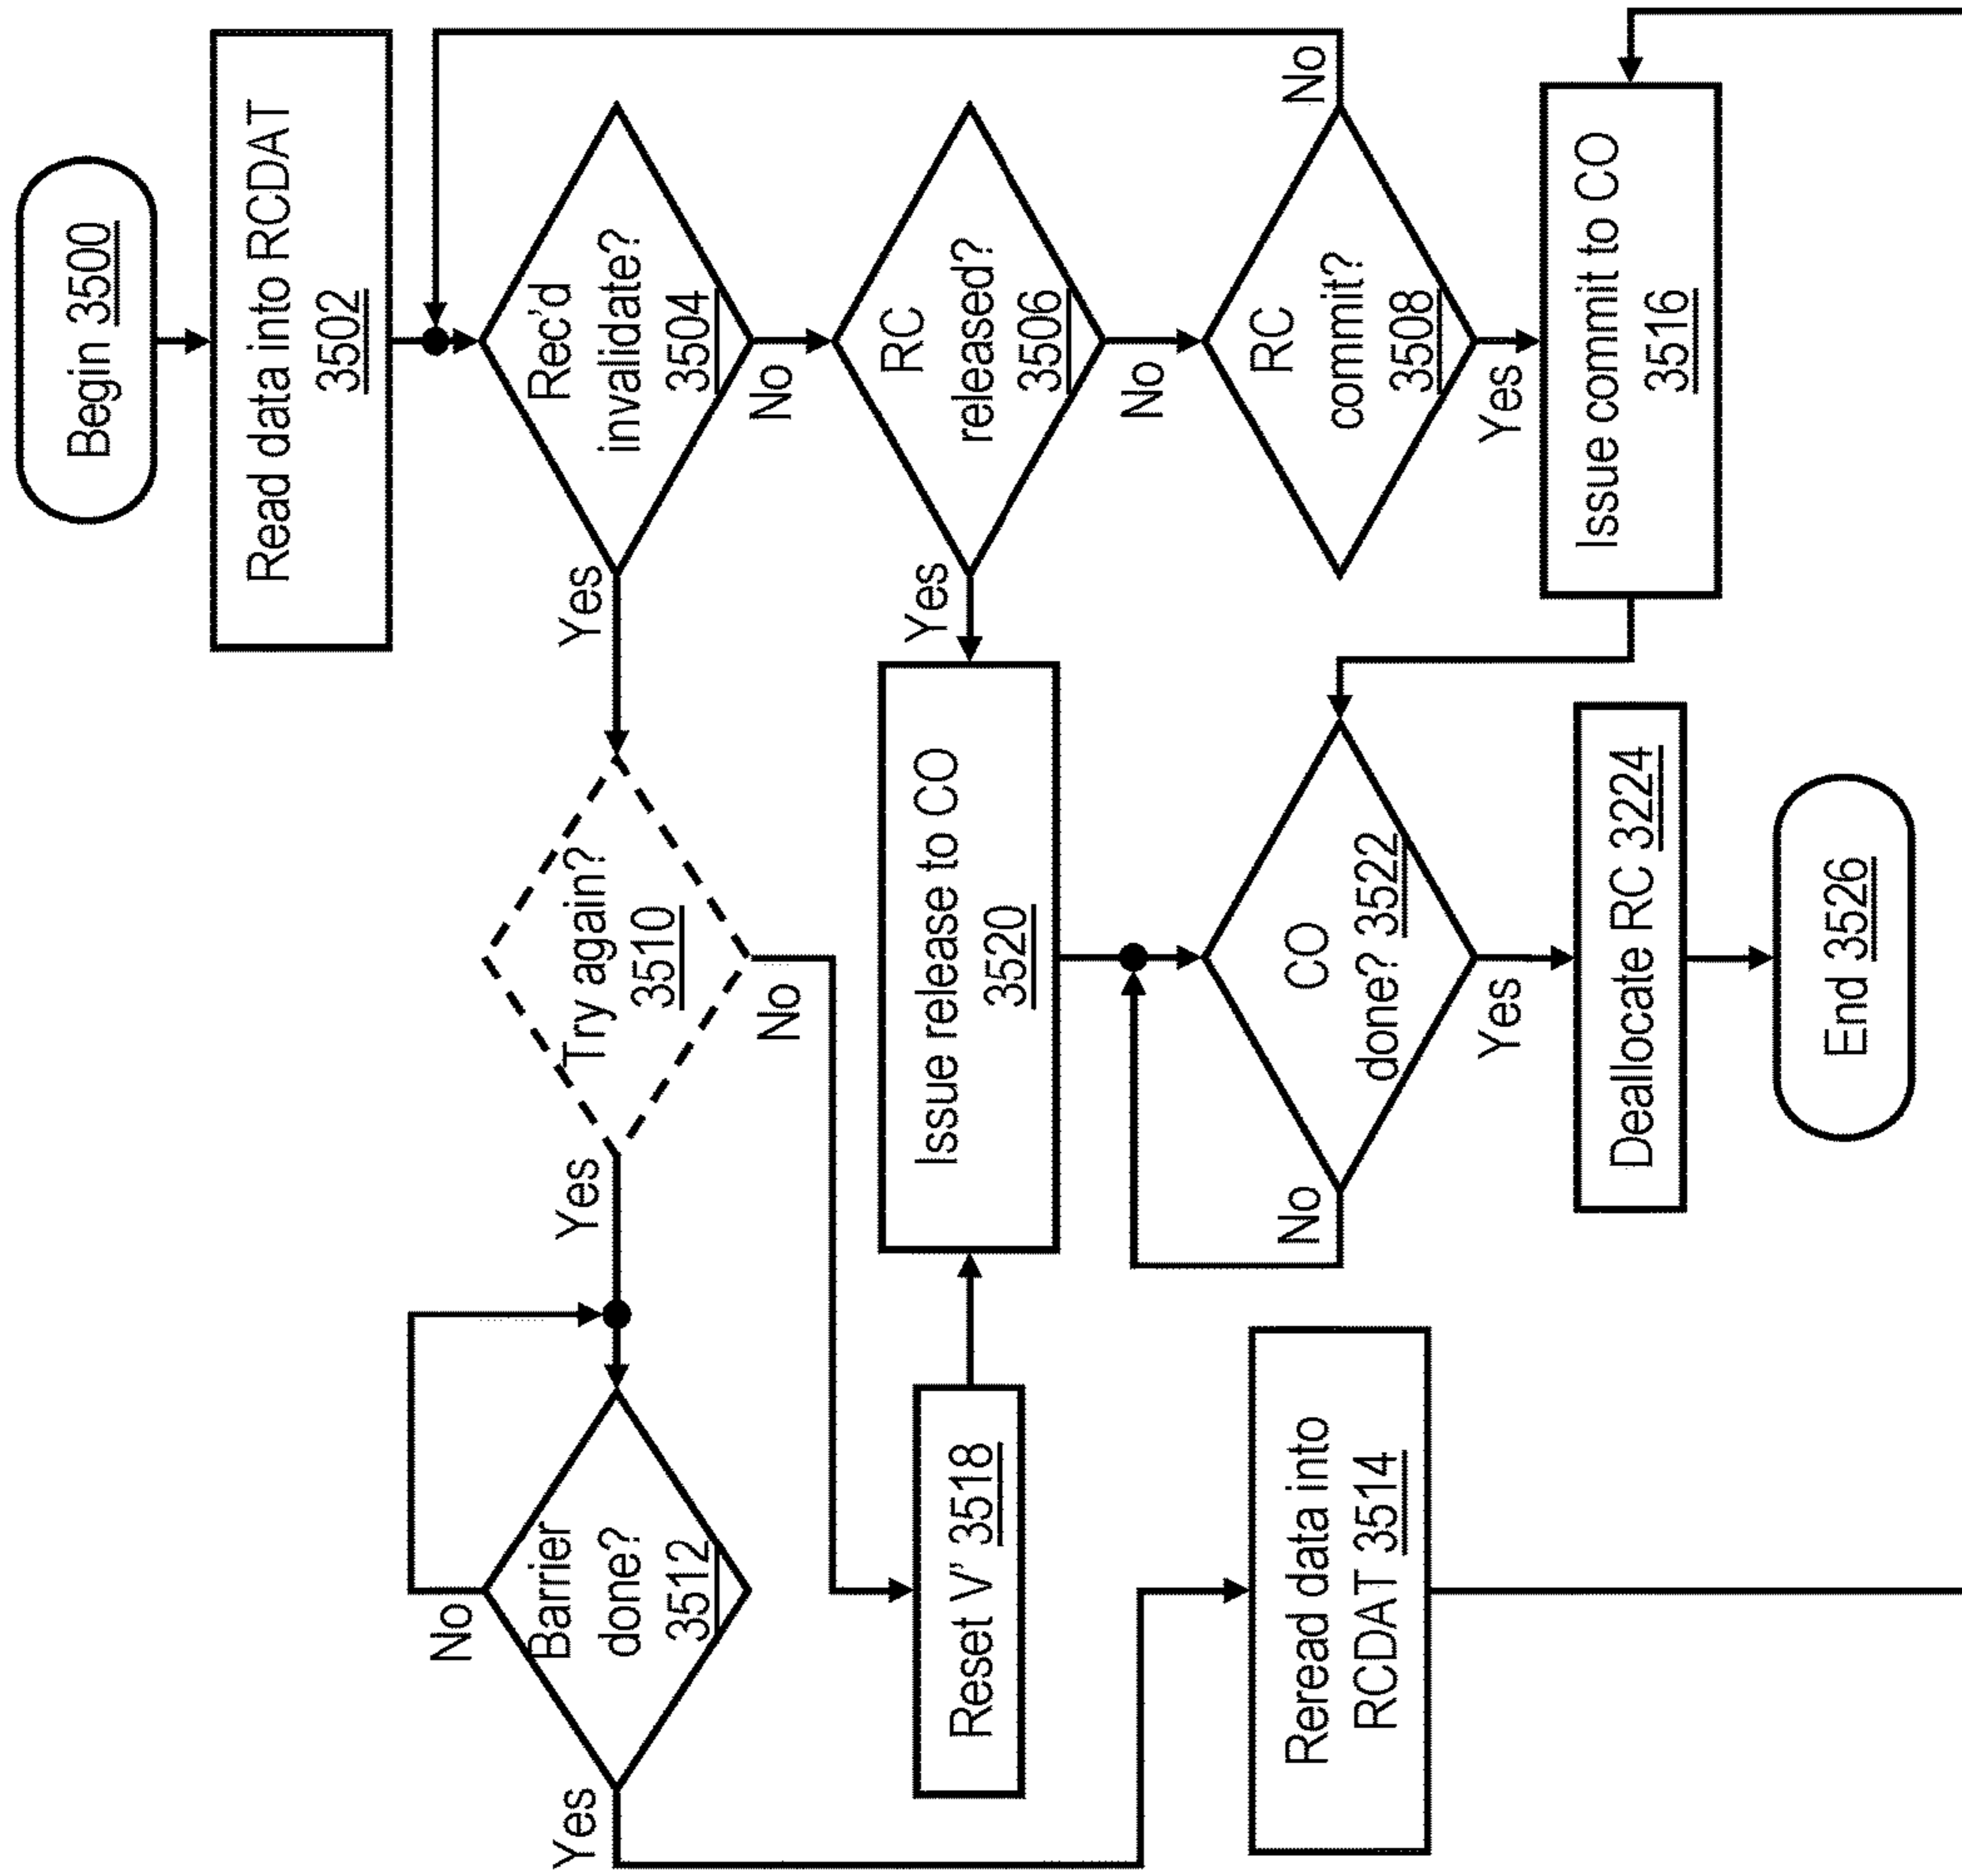 Begin 3500
Read data into RCDAT
3502
Rec'd
invalidate?
3504
Yes
No
RC
released?
3506
Yes
No
RC
commit?
3508
No
Yes
Issue commit to CO
3516
Try again?
3510
Yes
No
Issue release to CO
3520
CO
done? 3522
No
Yes
Deallocate RC 3224
End 3526
Barrier
done?
3512
No
Yes
Reset V' 3518
Reread data into
RCDAT 3514